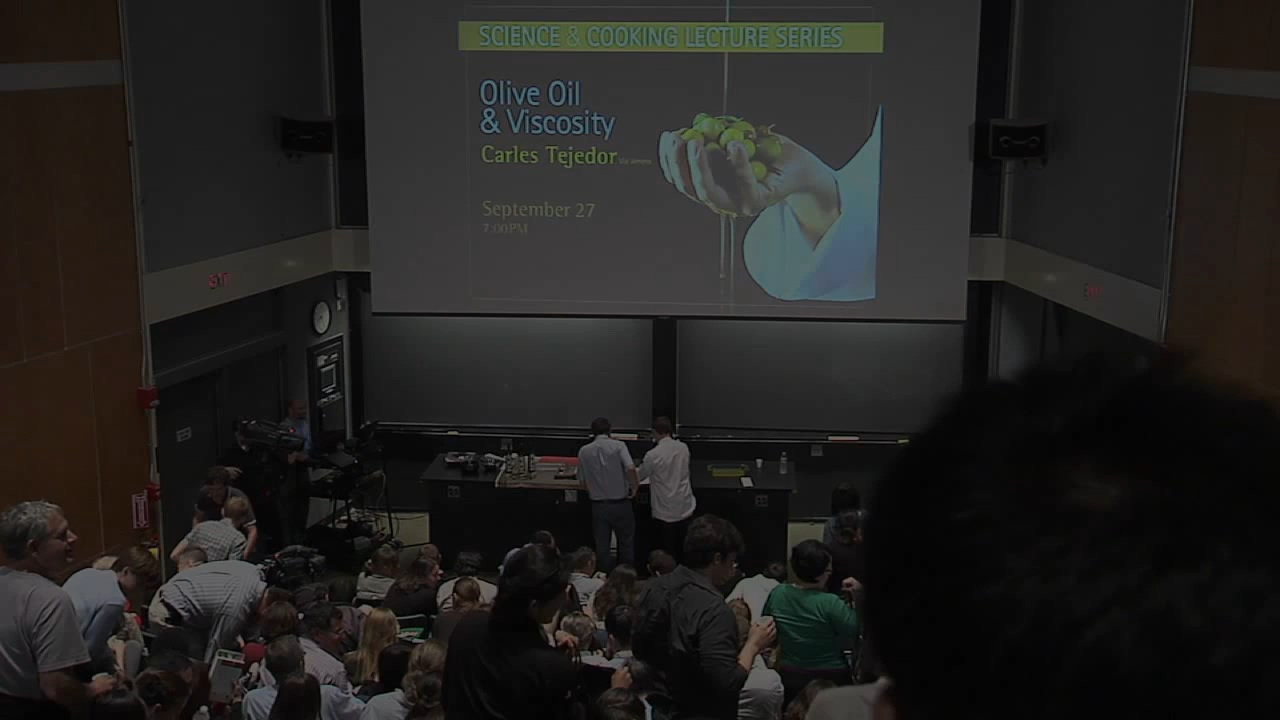 SCIENCE & COOKING LECTURE SERIES
Olive Oil
& Viscosity
Carles Tejedor
September 27
7:00PM